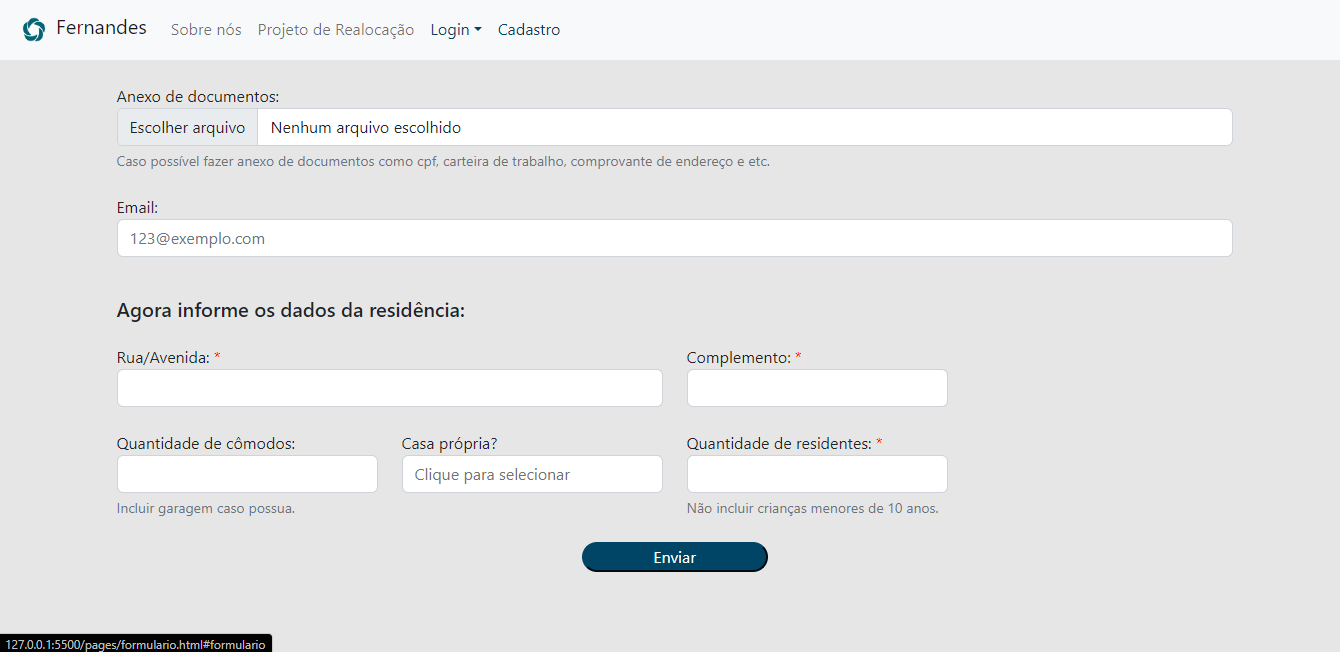 Fernandes Sobre nós Projeto de Realocação Login Cadastro
Anexo de documentos:
Escolher arquivo Nenhum arquivo escolhido
Caso possível fazer anexo de documentos como cpf, carteira de trabalho, comprovante de endereço e etc.
Email:
123@exemplo.com
Agora informe os dados da residência:
Rua/Avenida: * Complemento: *
Quantidade de cômodos: Casa própria? Quantidade de residentes: *
Clique para selecionar
Incluir garagem caso possua. Não incluir crianças menores de 10 anos.
Enviar
127.0.0.1:5500/pages/formulario.html#formulario